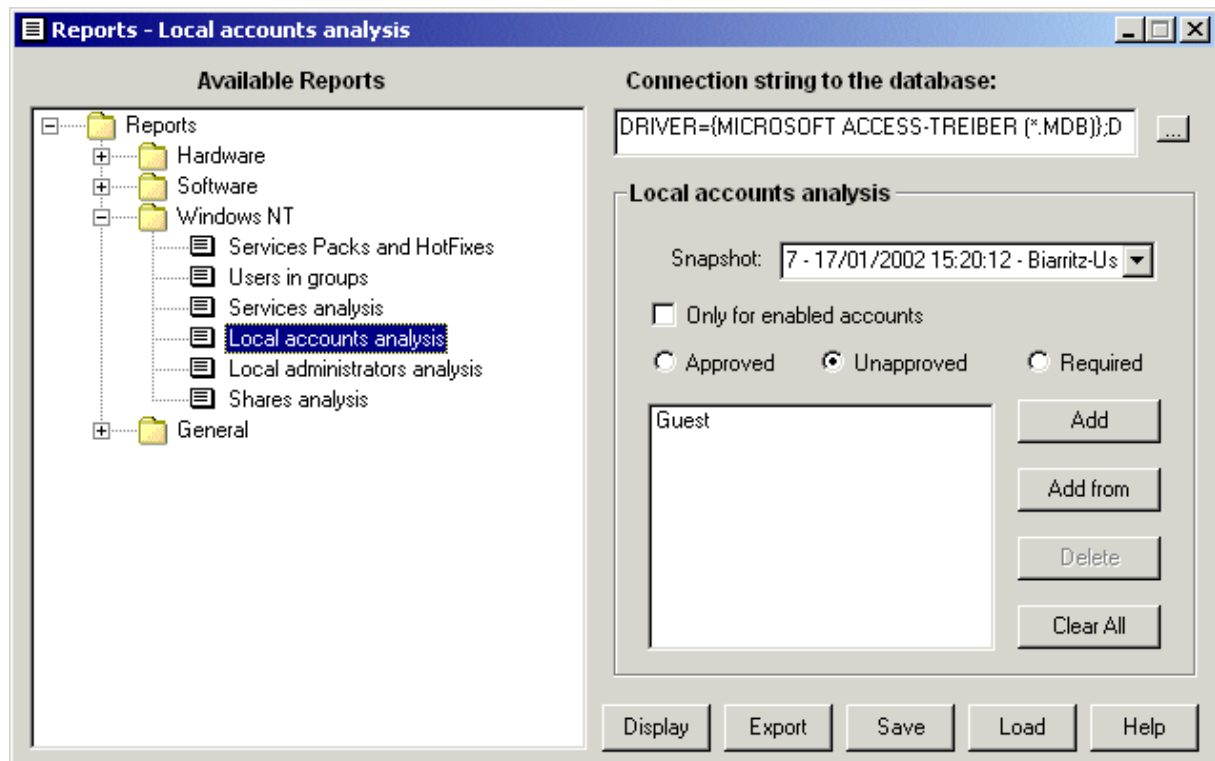 Reports - Local accounts analysis
Available Reports
Reports
Hardware
Software
Windows NT
Services Packs and HotFixes
Users in groups
Services analysis
Local accounts analysis
Local administrators analysis
Shares analysis
General
Connection string to the database:
DRIVER={MICROSOFT ACCESS-TREIBER (*.MDB)};D
...
Local accounts analysis
Snapshot: 7 - 17/01/2002 15:20:12 - Biarritz-Us
Only for enabled accounts
Approved Unapproved Required
Guest
Add
Add from
Delete
Clear All
Display Export Save Load Help